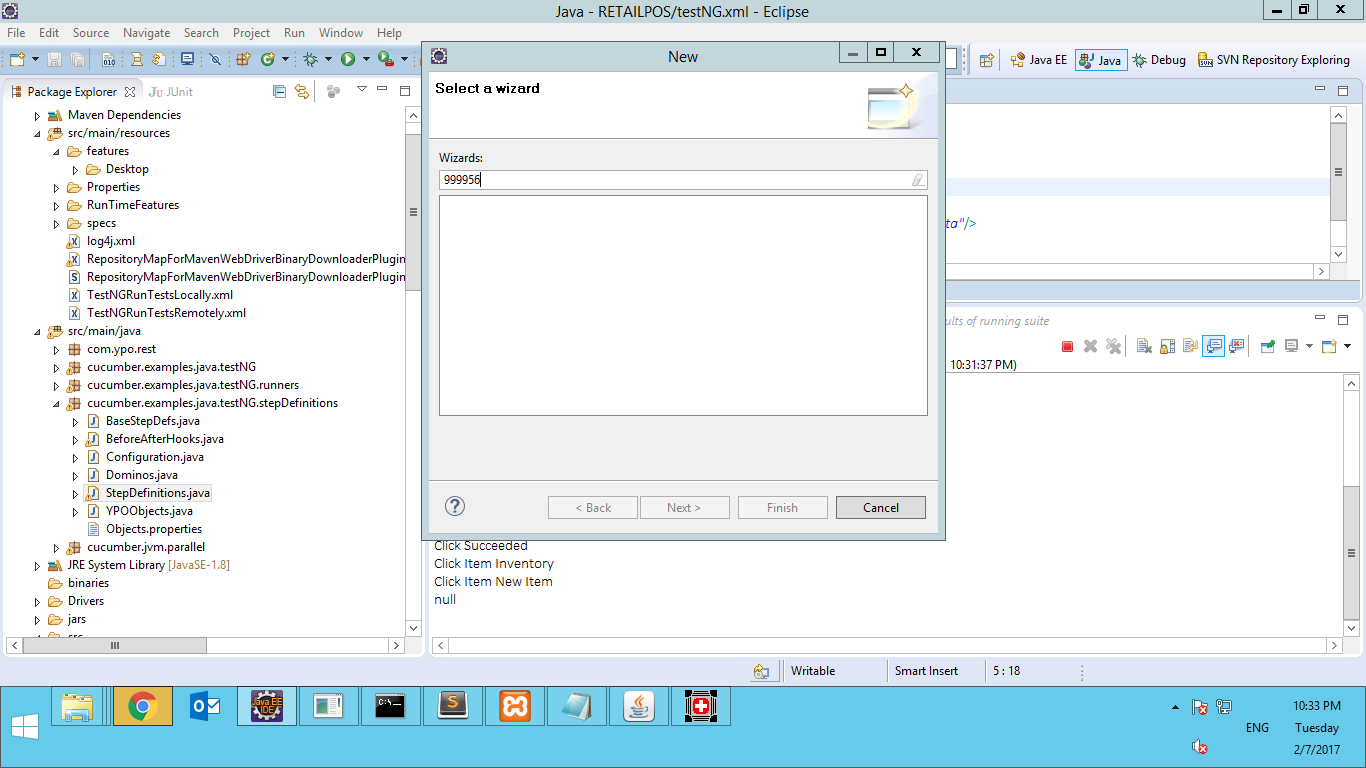 Java - RETAILPOS/testNG.xml - Eclipse
File Edit Source Navigate Search Project Run Window Help
Java EE Java Debug SVN Repository Exploring
Package Explorer JUnit
Maven Dependencies
src/main/resources
features
Desktop
Properties
RunTimeFeatures
specs
log4j.xml
RepositoryMapForMavenWebDriverBinaryDownloaderPlugin
RepositoryMapForMavenWebDriverBinaryDownloaderPlugin
TestNGRunTestsLocally.xml
TestNGRunTestsRemotely.xml
src/main/java
com.ypo.rest
cucumber.examples.java.testNG
cucumber.examples.java.testNG.runners
cucumber.examples.java.testNG.stepDefinitions
BaseStepDefs.java
BeforeAfterHooks.java
Configuration.java
Dominos.java
StepDefinitions.java
YPOObjects.java
Objects.properties
cucumber.jvm.parallel
JRE System Library [JavaSE-1.8]
binaries
Drivers
jars
New
Select a wizard
Wizards:
999956
< Back Next > Finish Cancel
ta"/>
ults of running suite
10:31:37 PM)
Click Succeeded
Click Item Inventory
Click Item New Item
null
Writable Smart Insert 5 : 18
Java EE
IDE
C:\_
ENG
10:33 PM
Tuesday
2/7/2017